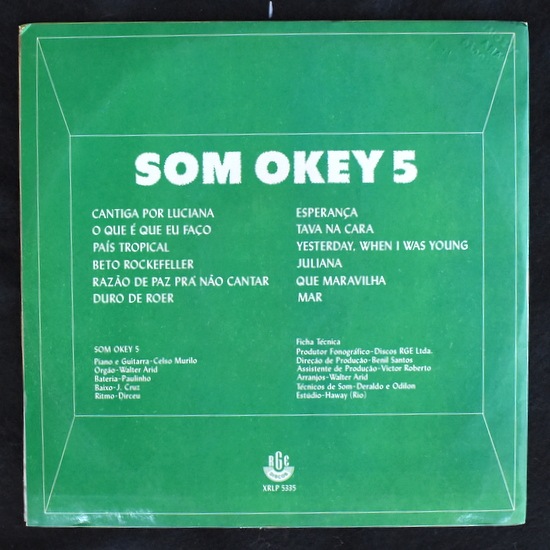 SOM OKEY 5
CANTIGA POR LUCIANA
O QUE É QUE EU FAÇO
PAÍS TROPICAL
BETO ROCKEFELLER
RAZÃO DE PAZ PRA NÃO CANTAR
DURO DE ROER
ESPERANÇA
TAVA NA CARA
YESTERDAY, WHEN I WAS YOUNG
JULIANA
QUE MARAVILHA
MAR
SOM OKEY 5
Piano e Guitarra-Celso Murilo
Orgão-Walter Arid
Bateria-Paulinho
Baixo-J. Cruz
Ritmo-Dirceu
Ficha Técnica
Produtor Fonográfico-Discos RGE Ltda.
Direcão de Produção-Benil Santos
Assistente de Produção-Victor Roberto
Arranjos-Walter Arid
Técnicos de Som-Deraldo e Odilon
Estúdio-Haway (Rio)
RGE
DISCOS
XRLP 5335